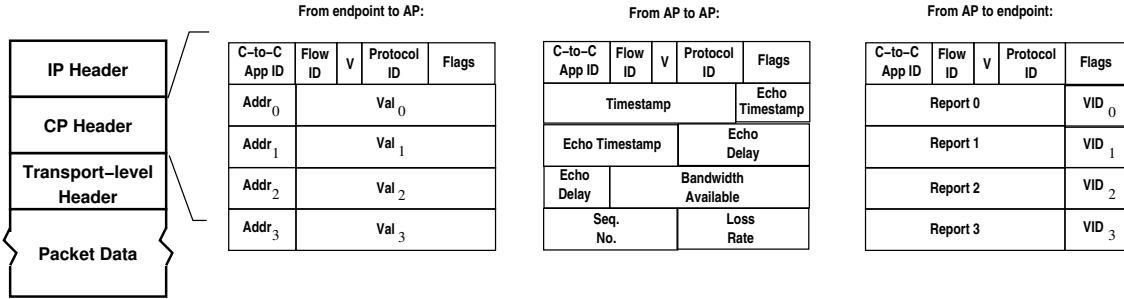 From endpoint to AP:
From AP to AP:
From AP to endpoint:
IP Header
CP Header
Transport−level
Header
Packet Data
C−to−C
App ID
Flow
ID
V
Protocol
ID
Flags
Addr0
Val 0
Addr1
Val 1
Addr2
Val 2
Addr3
Val 3
C−to−C
App ID
Flow
ID
V
Protocol
ID
Flags
Timestamp
Echo
Timestamp
Echo Timestamp
Echo
Delay
Echo
Delay
Bandwidth
Available
Seq.
No.
Loss
Rate
C−to−C
App ID
Flow
ID
V
Protocol
ID
Flags
Report 0
VID 0
Report 1
VID 1
Report 2
VID 2
Report 3
VID 3